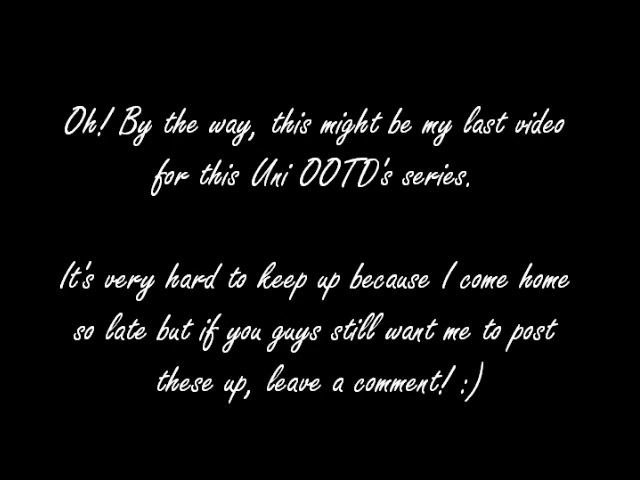 Oh! By the way, this might be my last video
for this Uni OOTD's series.
It's very hard to keep up because I come home
so late but if you guys still want me to post
these up, leave a comment! :)